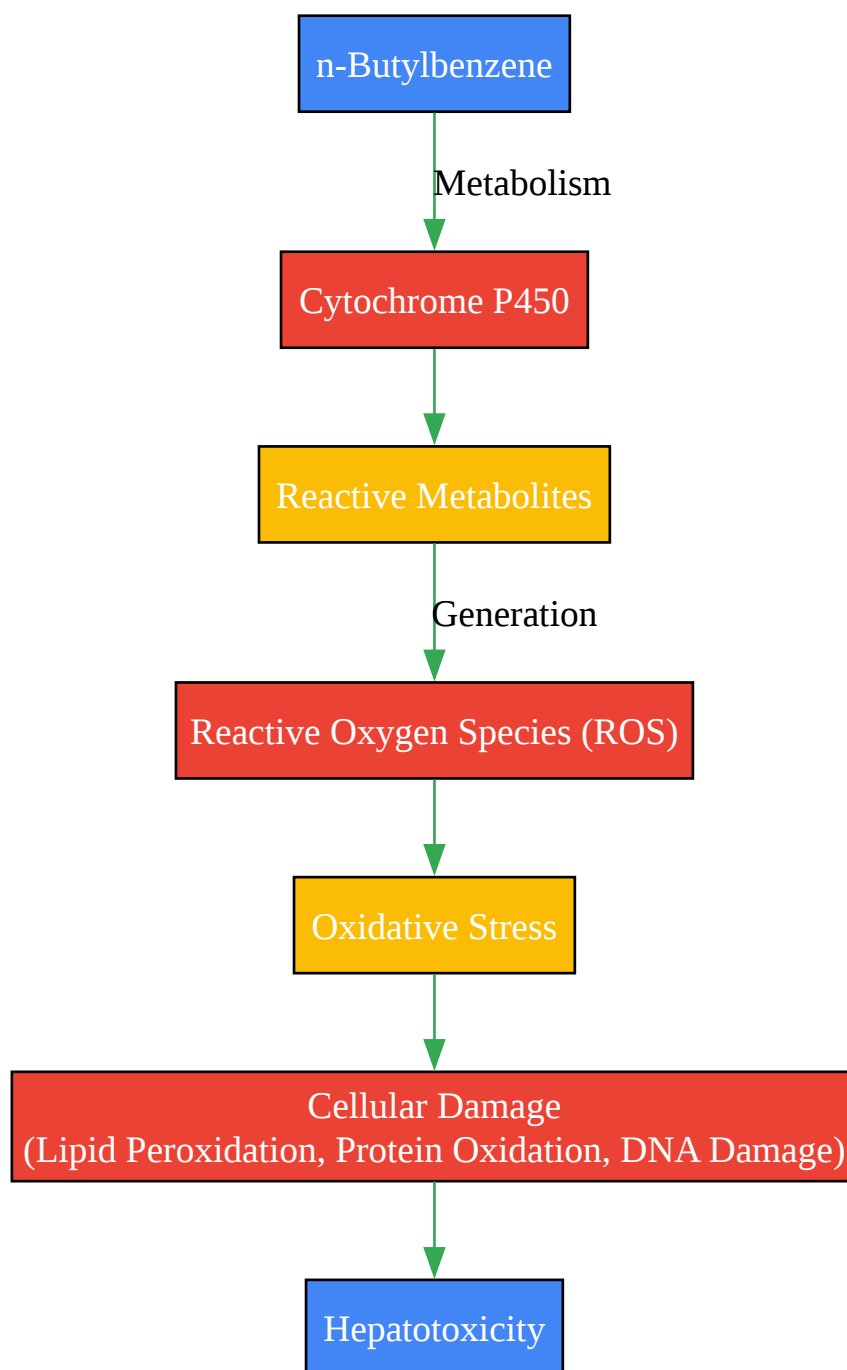 n-Butylbenzene
Metabolism
Cytochrome P450
Reactive Metabolites
Generation
Reactive Oxygen Species (ROS)
Oxidative Stress
Cellular Damage
(Lipid Peroxidation, Protein Oxidation, DNA Damage)
Hepatotoxicity